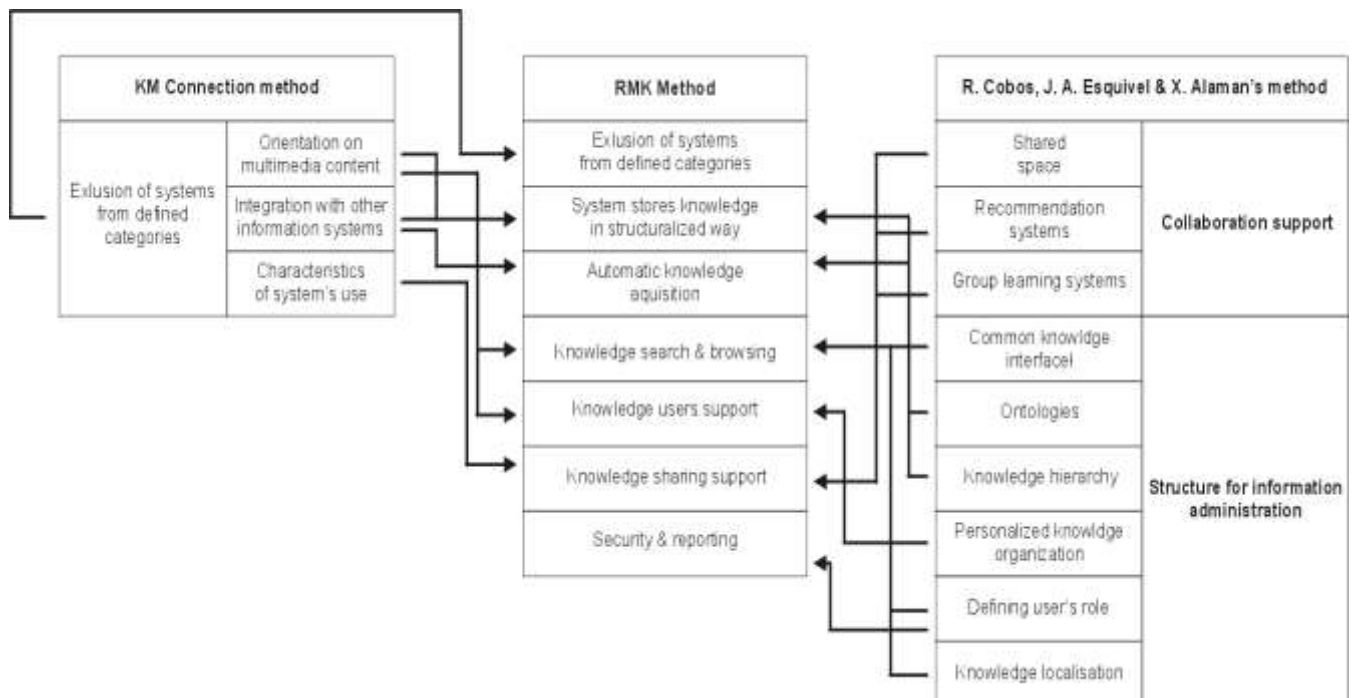 KM Connection method
Exlusion of systems
from defined
categories
Orientation on
multimedia content
Integration with other
information systems
Characteristics
of system's use
RMK Method
Exlusion of systems
from defined categories
System stores knowledge
in structuralized way
Automatic knowledge
aquisition
Knowledge search & browsing
Knowledge users support
Knowledge sharing support
Security & reporting
R. Cobos, J. A. Esquivel & X. Alaman's method
Shared
space
Recommendation
systems
Group learning systems
Collaboration support
Common knowldge
interfacel
Ontologies
Knowledge hierarchy
Personalized knowldge
organization
Defining user's role
Knowledge localisation
Structure for information
administration